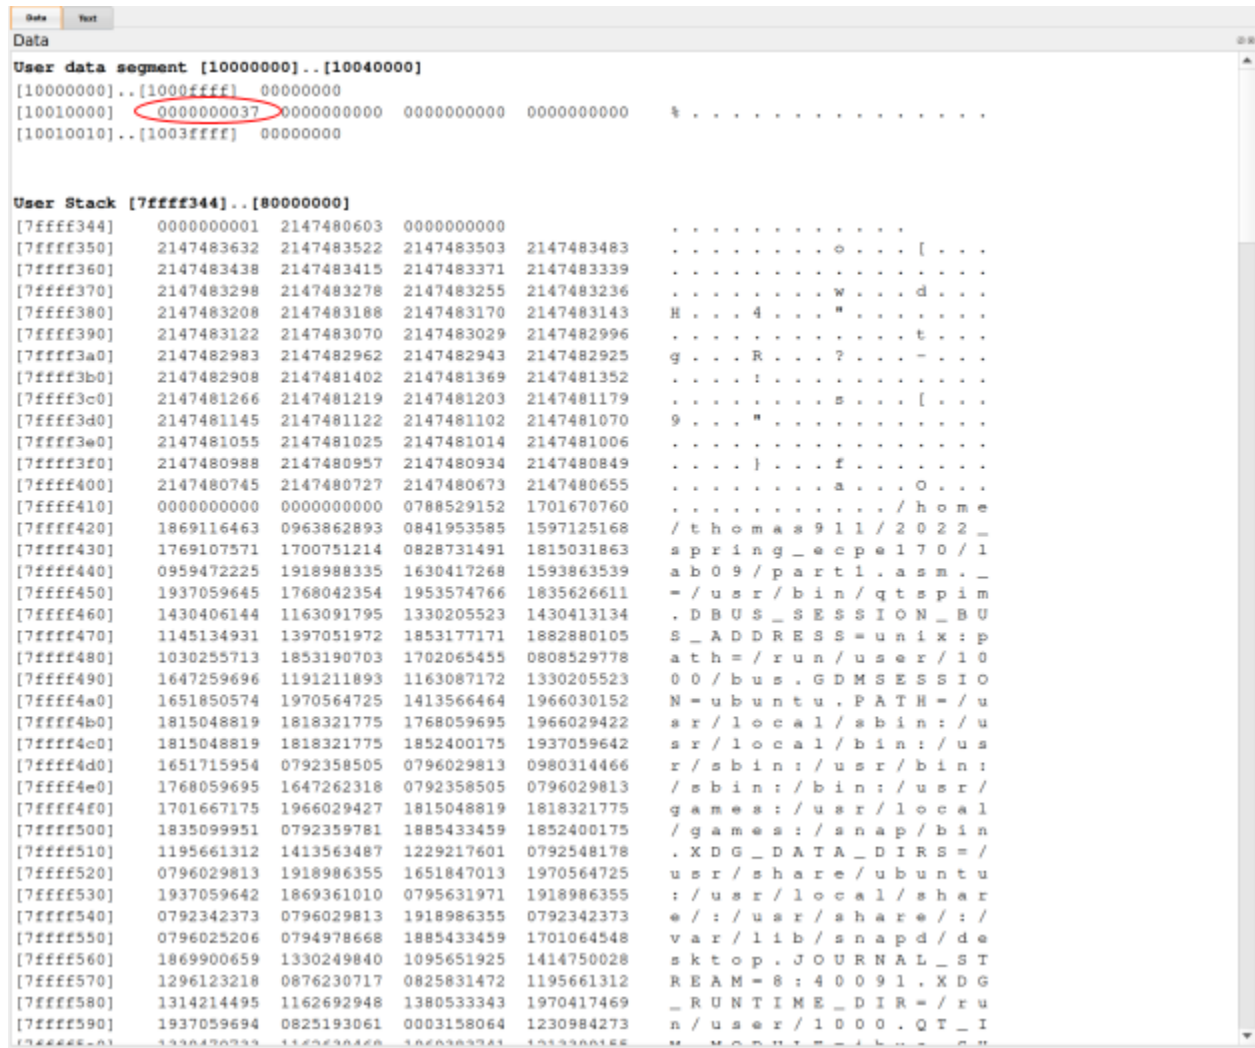 Data Text
Data
User data segment [10000000]..[10040000]
[10000000]..[1000ffff] 00000000
[10010000] 0000000037 0000000000 0000000000 0000000000 % . . . . . . . . . . . . . . .
[10010010]..[1003ffff] 00000000
User Stack [7ffff344]..[80000000]
[7ffff344] 0000000001 2147480603 0000000000 . . . . . . . . . . . .
[7ffff350] 2147483632 2147483522 2147483503 2147483483 . . . . . . . . o . . . [ . . .
[7ffff360] 2147483438 2147483415 2147483371 2147483339 . . . . . . . . . . . . . . . .
[7ffff370] 2147483298 2147483278 2147483255 2147483236 . . . . . . . . w . . . d . . .
[7ffff380] 2147483208 2147483188 2147483170 2147483143 H . . . 4 . . . " . . . . . . .
[7ffff390] 2147483122 2147483070 2147483029 2147482996 . . . . . . . . . . . . t . . .
[7ffff3a0] 2147482983 2147482962 2147482943 2147482925 g . . . R . . . ? . . . - . . .
[7ffff3b0] 2147482908 2147481402 2147481369 2147481352 . . . . : . . . . . . . . . . .
[7ffff3c0] 2147481266 2147481219 2147481203 2147481179 . . . . . . . . s . . . [ . . .
[7ffff3d0] 2147481145 2147481122 2147481102 2147481070 9 . . . " . . . . . . . . . . .
[7ffff3e0] 2147481055 2147481025 2147481014 2147481006 . . . . . . . . . . . . . . . .
[7ffff3f0] 2147480988 2147480957 2147480934 2147480849 . . . . } . . . f . . . . . . .
[7ffff400] 2147480745 2147480727 2147480673 2147480655 . . . . . . . . a . . . O . . .
[7ffff410] 0000000000 0000000000 0788529152 1701670760 . . . . . . . . . . . / h o m e
[7ffff420] 1869116463 0963862893 0841953585 1597125168 / t h o m a s 9 1 1 / 2 0 2 2 _
[7ffff430] 1769107571 1700751214 0828731491 1815031863 s p r i n g _ e c p e 1 7 0 / l
[7ffff440] 0959472225 1918988335 1630417268 1593863539 a b 0 9 / p a r t 1 . a s m . _
[7ffff450] 1937059645 1768042354 1953574766 1835626611 = / u s r / b i n / q t s p i m
[7ffff460] 1430406144 1163091795 1330205523 1430413134 . D B U S _ S E S S I O N _ B U
[7ffff470] 1145134931 1397051972 1853177171 1882880105 S _ A D D R E S S = u n i x : p
[7ffff480] 1030255713 1853190703 1702065455 0808529778 a t h = / r u n / u s e r / 1 0
[7ffff490] 1647259696 1191211893 1163087172 1330205523 0 0 / b u s . G D M S E S S I O
[7ffff4a0] 1651850574 1970564725 1413566464 1966030152 N = u b u n t u . P A T H = / u
[7ffff4b0] 1815048819 1818321775 1768059695 1966029422 s r / l o c a l / s b i n : / u
[7ffff4c0] 1815048819 1818321775 1852400175 1937059642 s r / l o c a l / b i n : / u s
[7ffff4d0] 1651715954 0792358505 0796029813 0980314466 r / s b i n : / u s r / b i n :
[7ffff4e0] 1768059695 1647262318 0792358505 0796029813 / s b i n : / b i n : / u s r /
[7ffff4f0] 1701667175 1966029427 1815048819 1818321775 g a m e s : / u s r / l o c a l
[7ffff500] 1835099951 0792359781 1885433459 1852400175 / g a m e s : / s n a p / b i n
[7ffff510] 1195661312 1413563487 1229217601 0792548178 . X D G _ D A T A _ D I R S = /
[7ffff520] 0796029813 1918986355 1651847013 1970564725 u s r / s h a r e / u b u n t u
[7ffff530] 1937059642 1869361010 0795631971 1918986355 : / u s r / l o c a l / s h a r
[7ffff540] 0792342373 0796029813 1918986355 0792342373 e / : / u s r / s h a r e / : /
[7ffff550] 0796025206 0794978668 1885433459 1701064548 v a r / l i b / s n a p d / d e
[7ffff560] 1869900659 1330249840 1095651925 1414750028 s k t o p . J O U R N A L _ S T
[7ffff570] 1296123218 0876230717 0825831472 1195661312 R E A M = 8 : 4 0 0 9 1 . X D G
[7ffff580] 1314214495 1162692948 1380533343 1970417469 _ R U N T I M E _ D I R = / r u
[7ffff590] 1937059694 0825193061 0003158064 1230984273 n / u s e r / 1 0 0 0 . Q T _ I